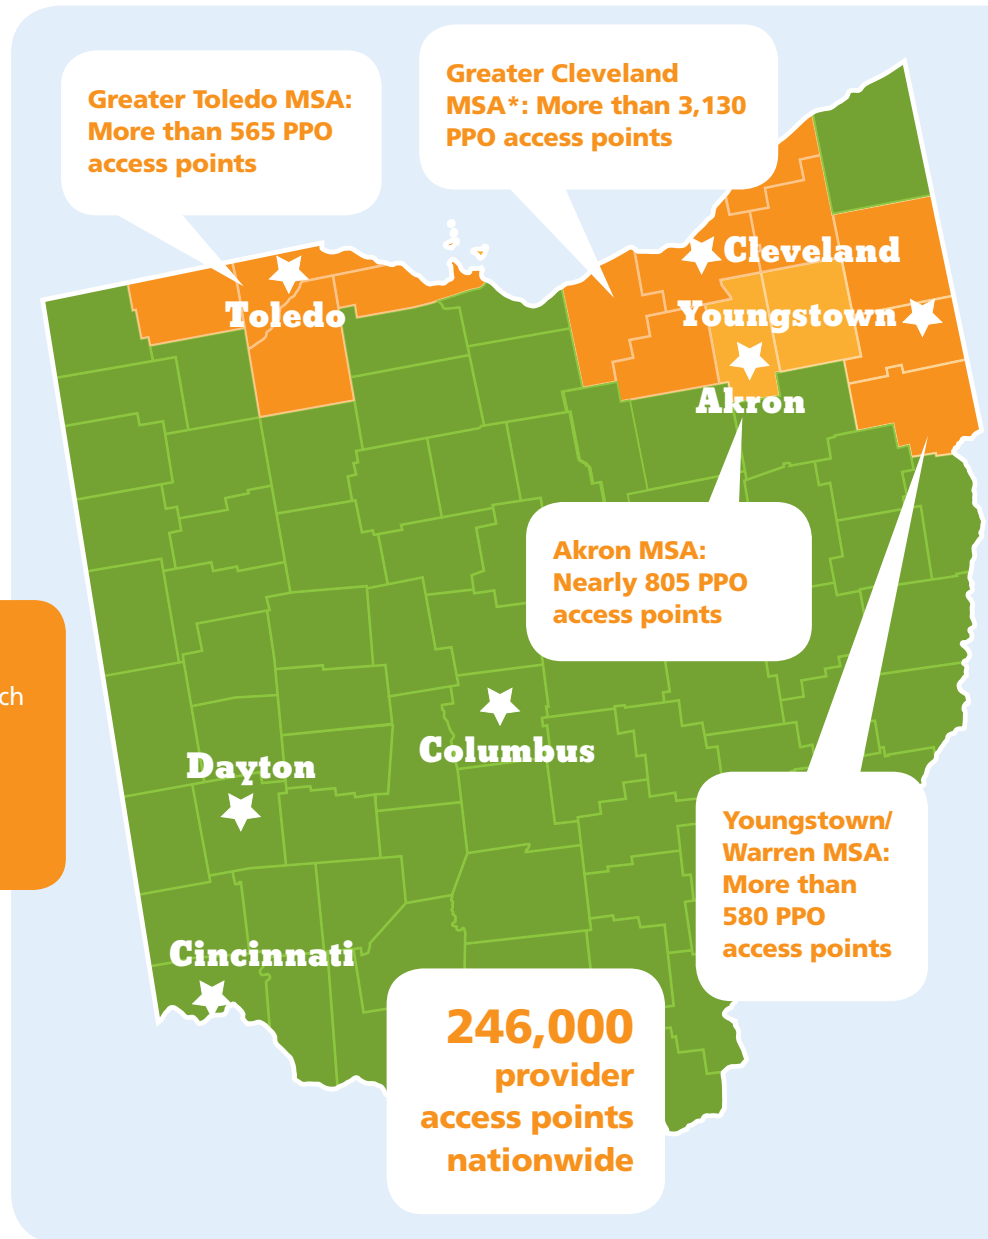 Greater Toledo MSA:
More than 565 PPO
access points
Greater Cleveland
MSA*: More than 3,130
PPO access points
Cleveland
Toledo
Youngstown
Akron
Akron MSA:
Nearly 805 PPO
access points
ch
Columbus
Dayton
Youngstown/
Warren MSA:
More than
580 PPO
access points
Cincinnati
246,000
provider
access points
nationwide